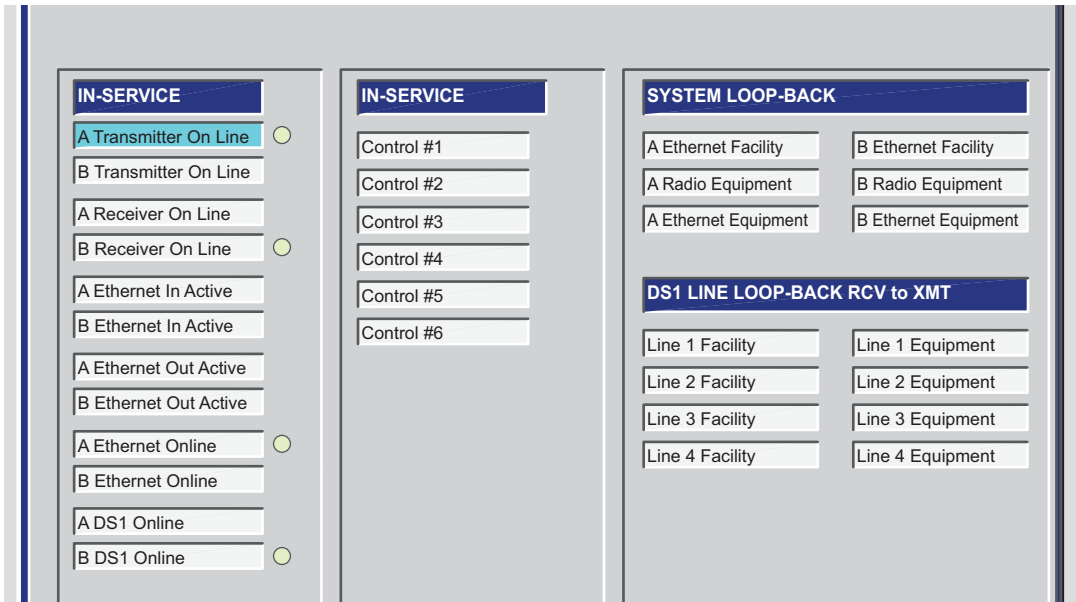 IN-SERVICE
A Transmitter On Line
B Transmitter On Line
A Receiver On Line
B Receiver On Line
A Ethernet In Active
B Ethernet In Active
A Ethernet Out Active
B Ethernet Out Active
A Ethernet Online
B Ethernet Online
A DS1 Online
B DS1 Online
IN-SERVICE
Control #1
Control #2
Control #3
Control #4
Control #5
Control #6
SYSTEM LOOP-BACK
A Ethernet Facility
B Ethernet Facility
A Radio Equipment
B Radio Equipment
A Ethernet Equipment
B Ethernet Equipment
DS1 LINE LOOP-BACK RCV to XMT
Line 1 Facility
Line 1 Equipment
Line 2 Facility
Line 2 Equipment
Line 3 Facility
Line 3 Equipment
Line 4 Facility
Line 4 Equipment